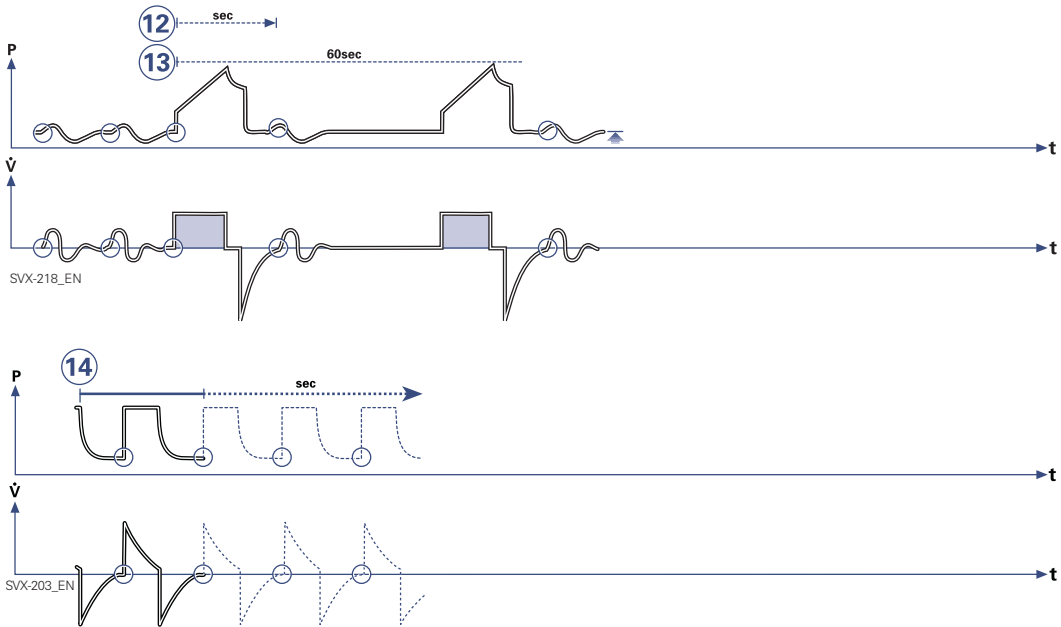 12 sec
13 60sec
P
t
V̇
t
SVX-218_EN
14
sec
P
t
V̇
t
SVX-203_EN